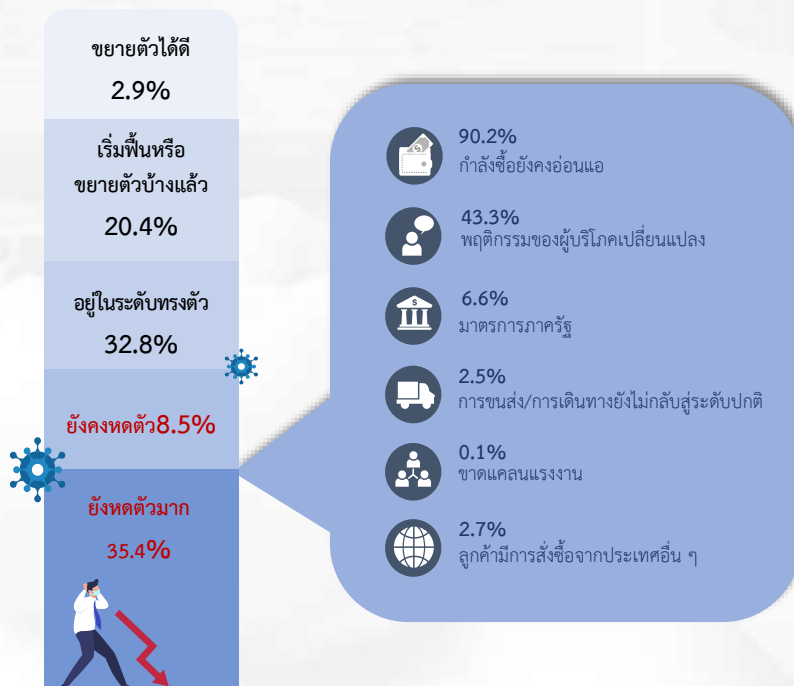 ขยายตัวได้ดี
2.9%
เริ่มฟื้นหรือ
ขยายตัวบ้างแล้ว
20.4%
อยู่ในระดับทรงตัว
32.8%
ยังคงหดตัว8.5%
ยังหดตัวมาก
35.4%
90.2%
กำลังซื้อยังคงอ่อนแอ
43.3%
พฤติกรรมของผู้บริโภคเปลี่ยนแปลง
6.6%
มาตรการภาครัฐ
2.5%
การขนส่ง/การเดินทางยังไม่กลับสู่ระดับปกติ
0.1%
ขาดแคลนแรงงาน
2.7%
ลูกค้ามีการสั่งซื้อจากประเทศอื่น ๆ